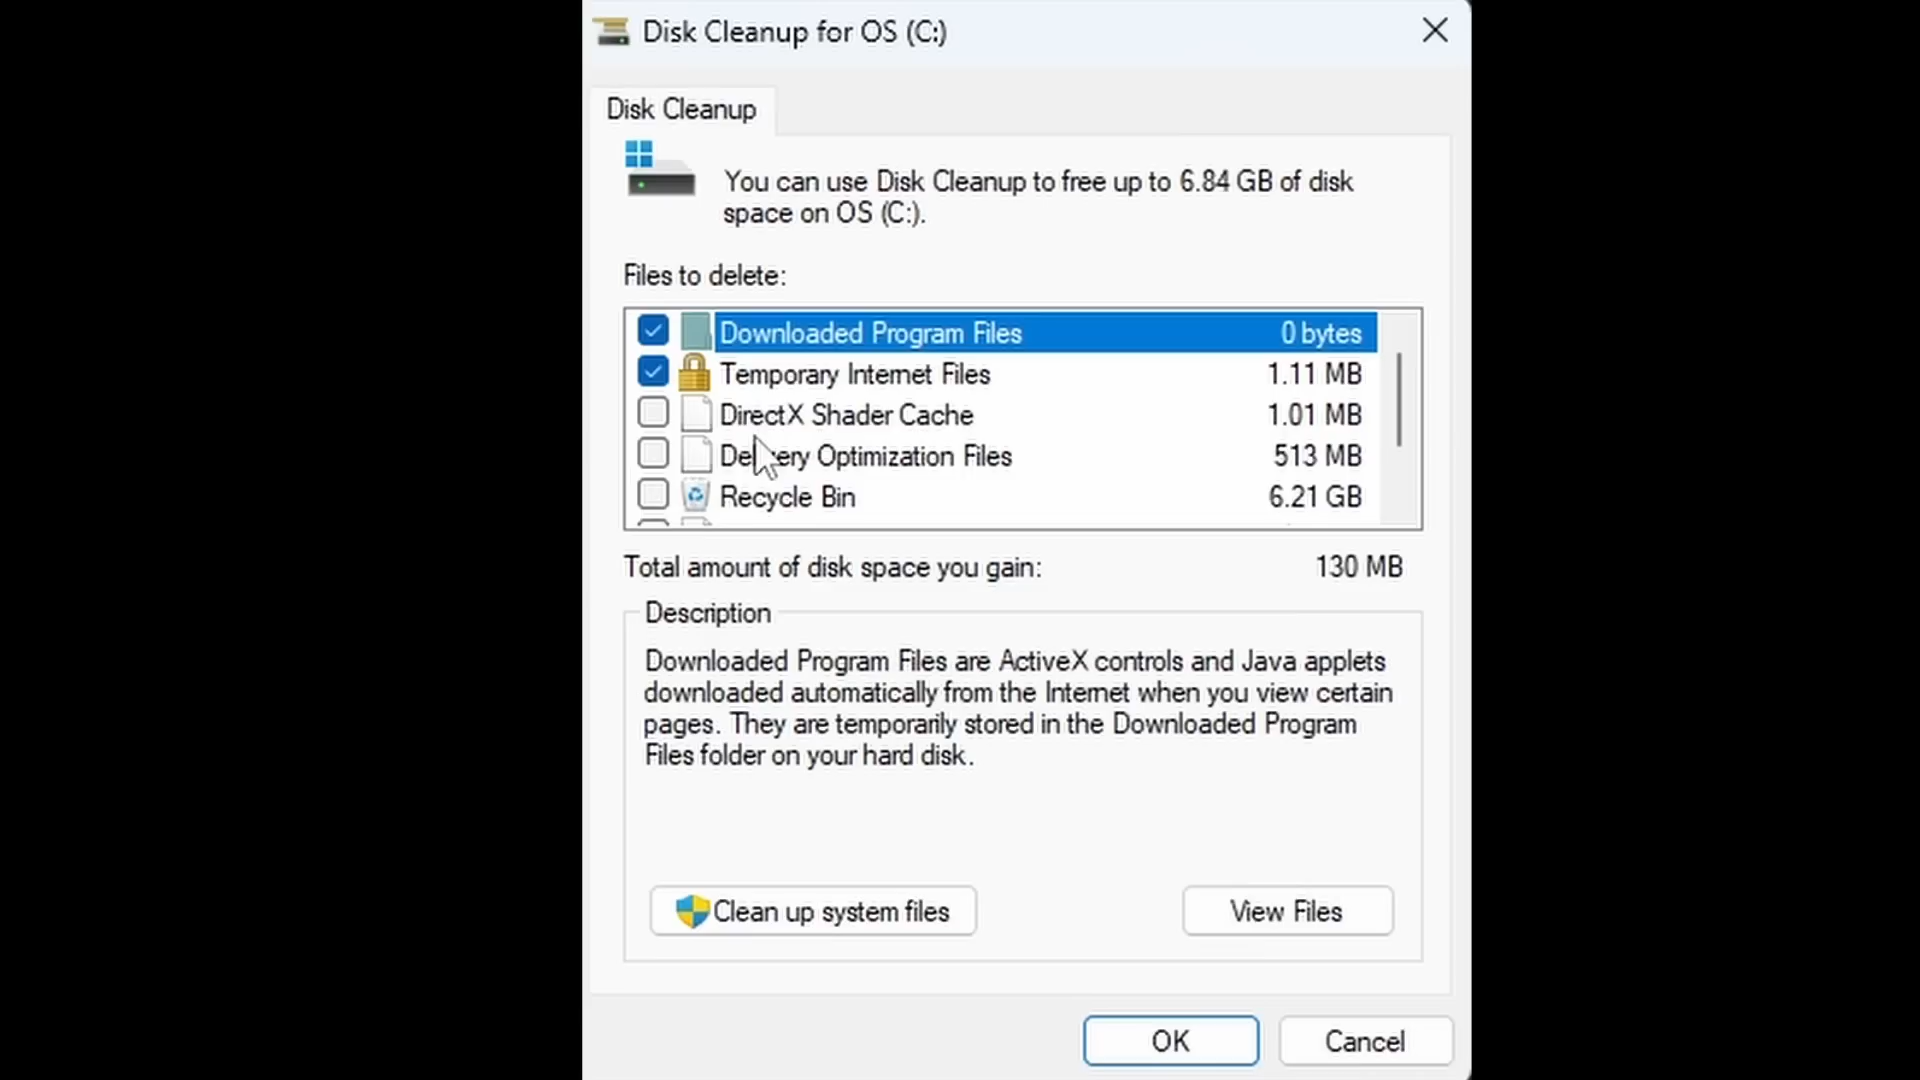 Disk Cleanup for OS (C:)
Disk Cleanup
You can use Disk Cleanup to free up to 6.84 GB of disk
space on OS (C:).
Files to delete:
Downloaded Program Files 0 bytes
Temporary Internet Files 1.11 MB
DirectX Shader Cache 1.01 MB
Delivery Optimization Files 513 MB
Recycle Bin 6.21 GB
Total amount of disk space you gain: 130 MB
Description
Downloaded Program Files are ActiveX controls and Java applets
downloaded automatically from the Internet when you view certain
pages. They are temporarily stored in the Downloaded Program
Files folder on your hard disk.
Clean up system files View Files
OK Cancel